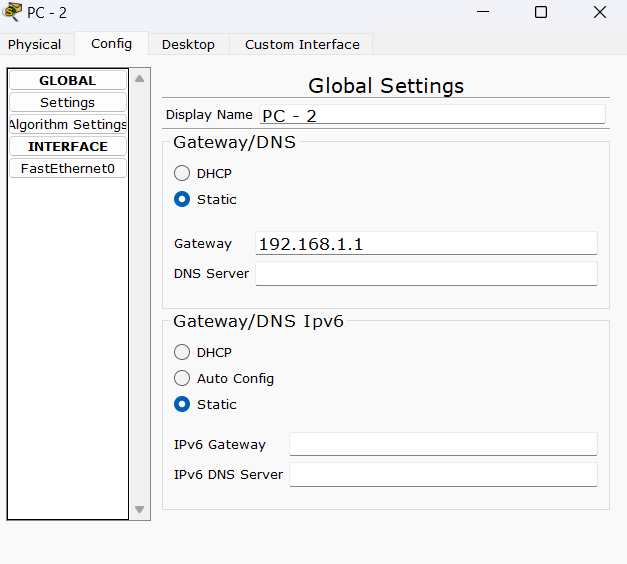 PC - 2
Physical Config Desktop Custom Interface
GLOBAL
Settings
Algorithm Settings
INTERFACE
FastEthernet0
Global Settings
Display Name PC - 2
Gateway/DNS
DHCP
Static
Gateway 192.168.1.1
DNS Server
Gateway/DNS Ipv6
DHCP
Auto Config
Static
IPv6 Gateway
IPv6 DNS Server